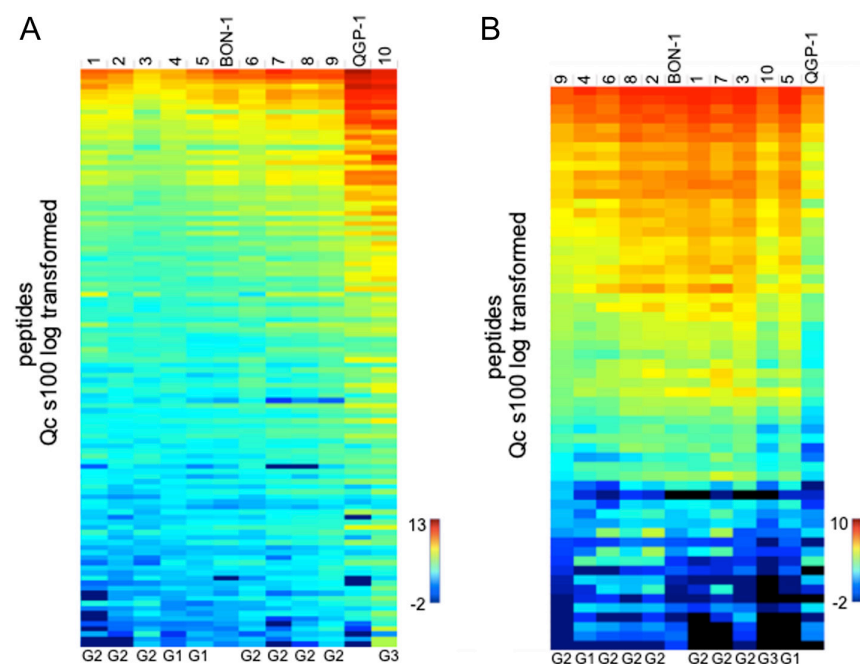 A
1 2 3 4 5 BON-1 6 7 8 9 QGP-1 10
peptides
Qc s100 log transformed
13
-2
G2 G2 G2 G1 G1 G2 G2 G2 G2 G3
B
9 4 6 8 2 BON-1 1 7 3 10 5 QGP-1
peptides
Qc s100 log transformed
10
-2
G2 G1 G2 G2 G2 G2 G2 G2 G3 G1